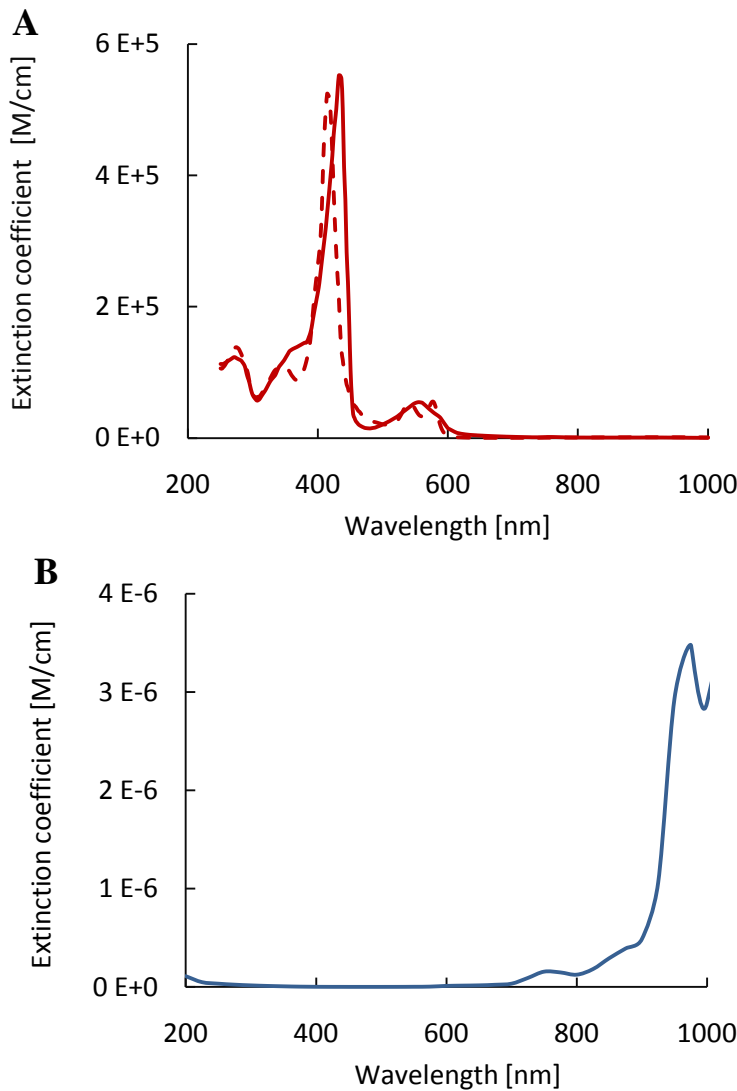 A
Extinction coefficient [M/cm]
6 E+5
4 E+5
2 E+5
0 E+0
200 400 600 800 1000
Wavelength [nm]
B
Extinction coefficient [M/cm]
4 E-6
3 E-6
2 E-6
1 E-6
0 E+0
200 400 600 800 1000
Wavelength [nm]